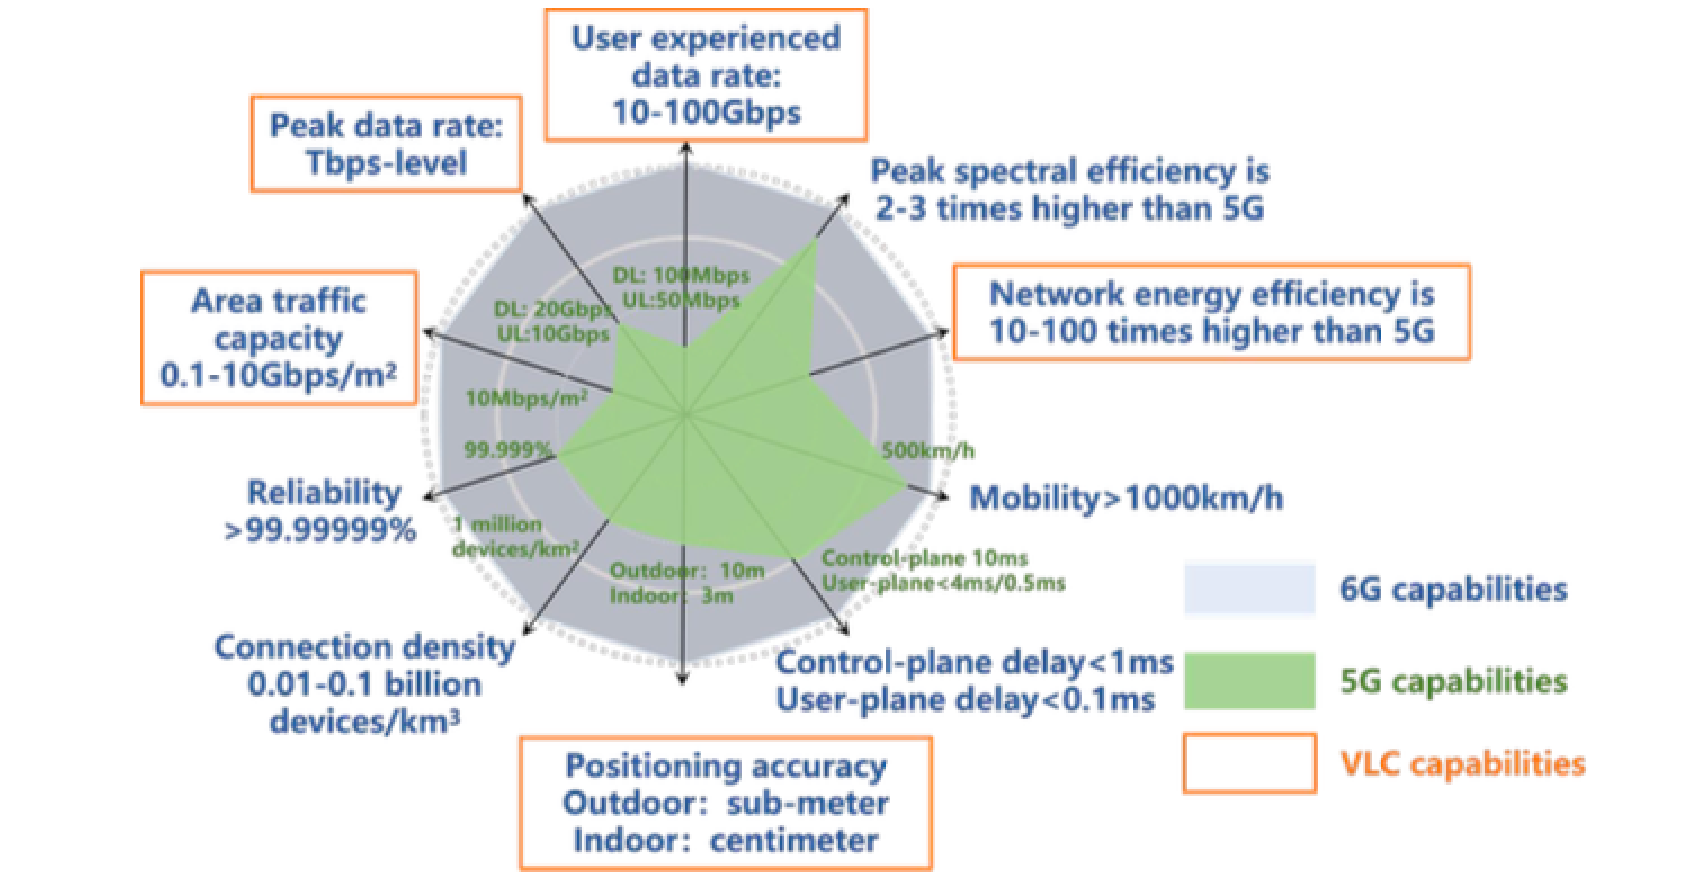 User experienced
data rate:
10-100Gbps
Peak data rate:
Tbps-level
Peak spectral efficiency is
2-3 times higher than 5G
Area traffic
capacity
0.1-10Gbps/m²
Network energy efficiency is
10-100 times higher than 5G
DL: 100Mbps
UL:50Mbps
DL: 20Gbps
UL:10Gbps
10Mbps/m²
99.999%
500km/h
Reliability
>99.99999%
Mobility>1000km/h
1 million
devices/km²
Outdoor: 10m
Indoor: 3m
Control-plane 10ms
User-plane<4ms/0.5ms
Connection density
0.01-0.1 billion
devices/km³
Control-plane delay<1ms
User-plane delay<0.1ms
Positioning accuracy
Outdoor: sub-meter
Indoor: centimeter
6G capabilities
5G capabilities
VLC capabilities